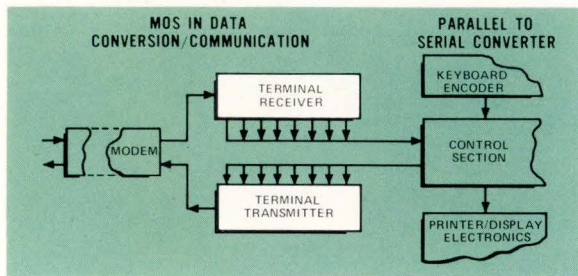 MOS IN DATA
CONVERSION/COMMUNICATION
PARALLEL TO
SERIAL CONVERTER
TERMINAL
RECEIVER
KEYBOARD
ENCODER
MODEM
CONTROL
SECTION
TERMINAL
TRANSMITTER
PRINTER/DISPLAY
ELECTRONICS